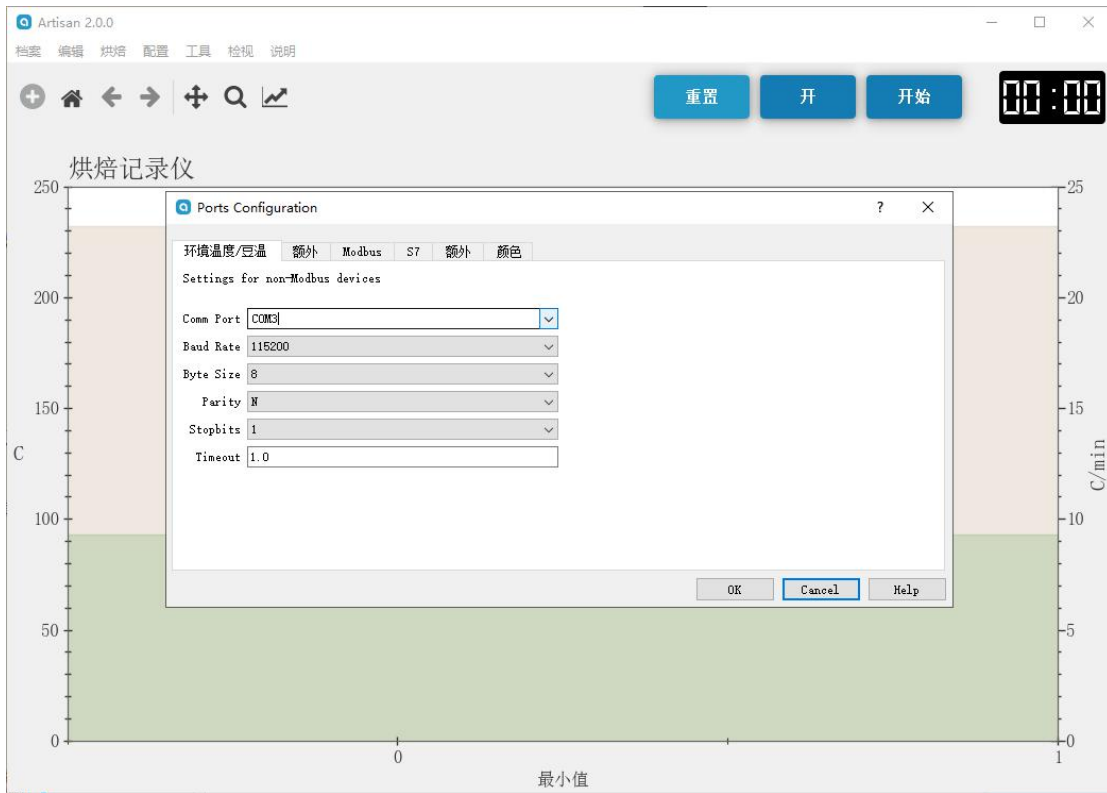 Artisan 2.0.0
档案 编辑 烘焙 配置 工具 检视 说明
重置 开 开始 00:00
烘焙记录仪
Ports Configuration ?
环境温度/豆温 额外 Modbus S7 额外 颜色
Settings for non-Modbus devices
Comm Port COM3
Baud Rate 115200
Byte Size 8
Parity N
Stopbits 1
Timeout 1.0
OK Cancel Help
250
200
150
100
50
0
C
25
20
15
10
5
0
C/min
0 1
最小值